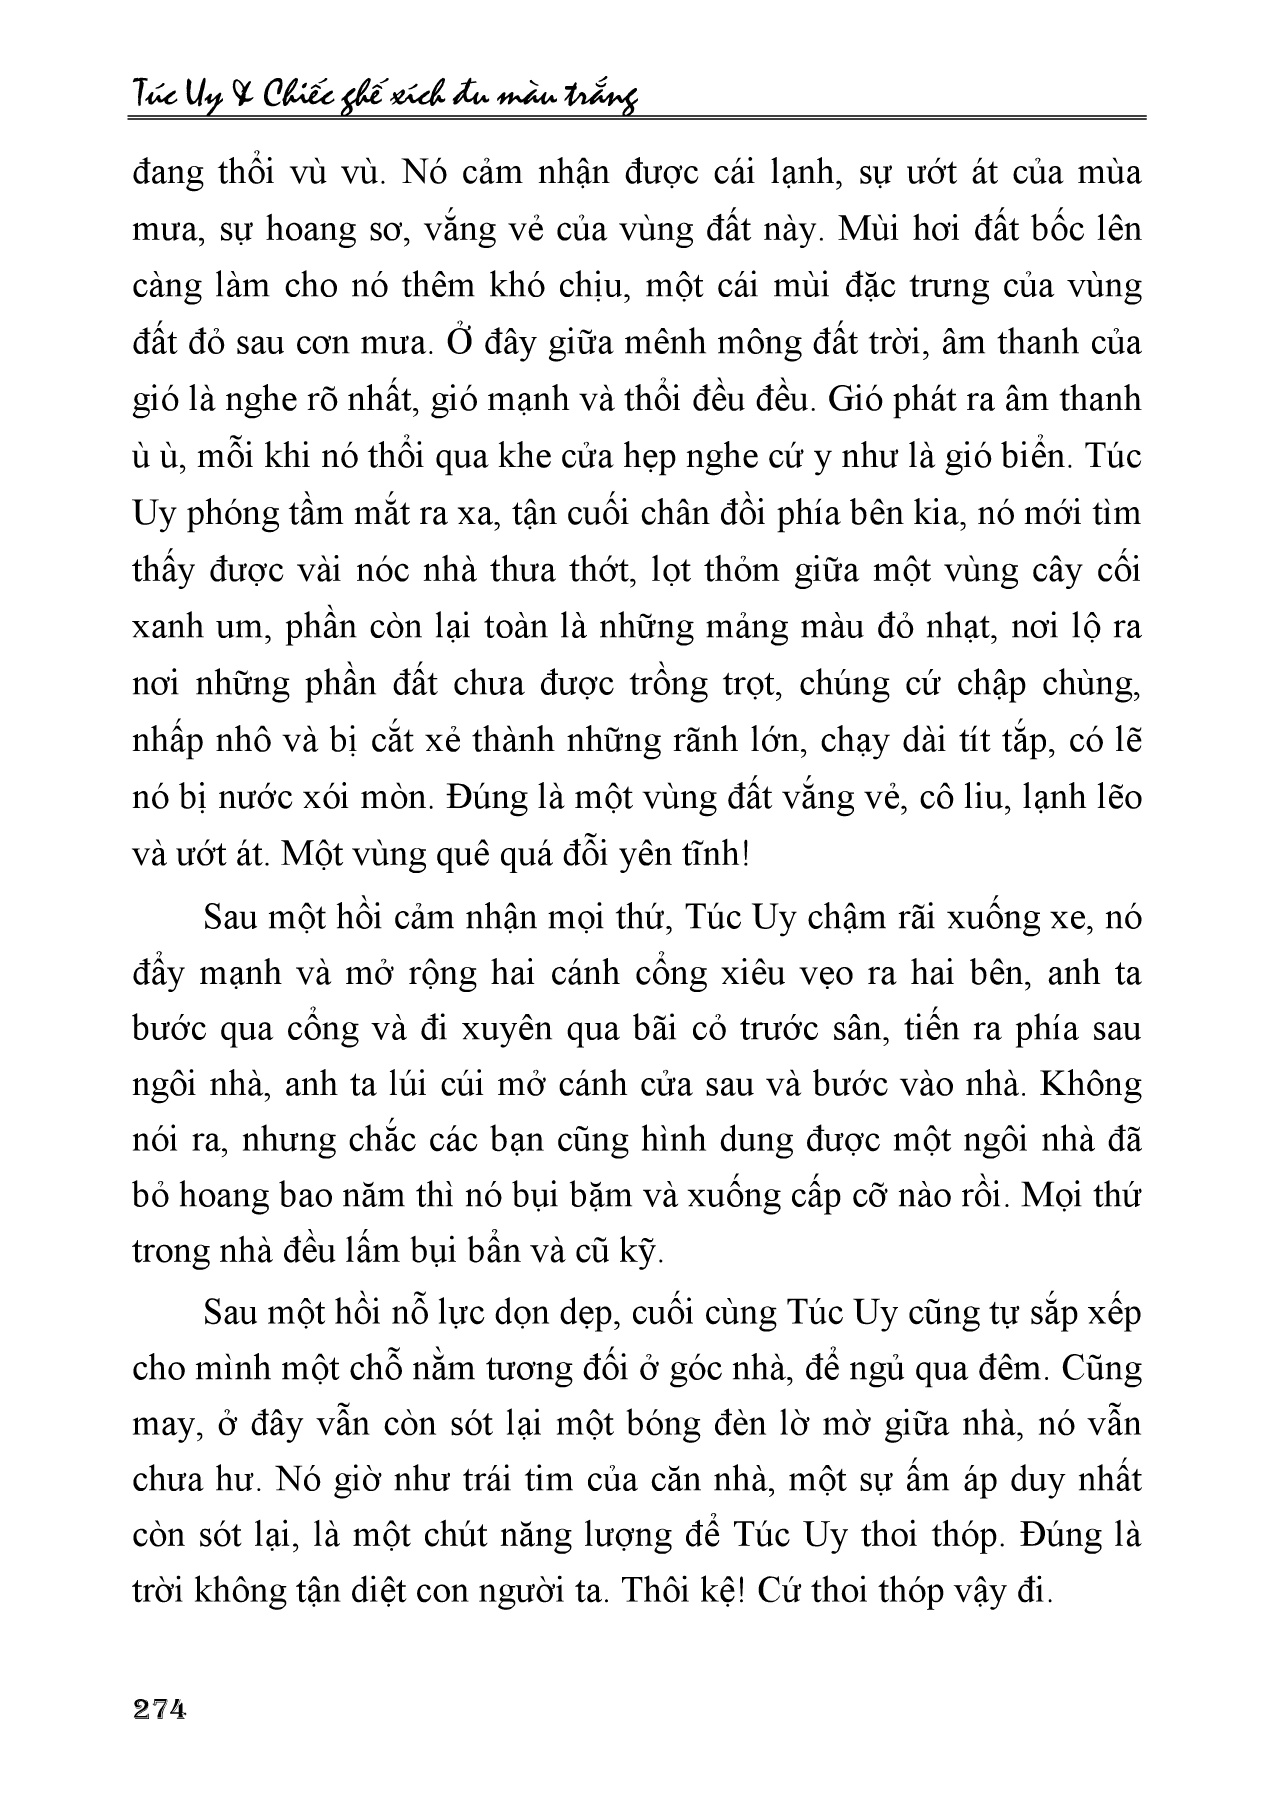 Túc Uy & Chiếc ghế xích đu màu trắng
đang thổi vù vù. Nó cảm nhận được cái lạnh, sự ướt át của mùa
mưa, sự hoang sơ, vắng vẻ của vùng đất này. Mùi hơi đất bốc lên
càng làm cho nó thêm khó chịu, một cái mùi đặc trưng của vùng
đất đỏ sau cơn mưa. Ở đây giữa mênh mông đất trời, âm thanh của
gió là nghe rõ nhất, gió mạnh và thổi đều đều. Gió phát ra âm thanh
ù ù, mỗi khi nó thổi qua khe cửa hẹp nghe cứ y như là gió biển. Túc
Uy phóng tầm mắt ra xa, tận cuối chân đồi phía bên kia, nó mới tìm
thấy được vài nóc nhà thưa thớt, lọt thỏm giữa một vùng cây cối
xanh um, phần còn lại toàn là những mảng màu đỏ nhạt, nơi lộ ra
nơi những phần đất chưa được trồng trọt, chúng cứ chập chùng,
nhấp nhô và bị cắt xẻ thành những rãnh lớn, chạy dài tít tắp, có lẽ
nó bị nước xói mòn. Đúng là một vùng đất vắng vẻ, cô liu, lạnh lẽo
và ướt át. Một vùng quê quá đỗi yên tĩnh!
Sau một hồi cảm nhận mọi thứ, Túc Uy chậm rãi xuống xe, nó
đẩy mạnh và mở rộng hai cánh cổng xiêu vẹo ra hai bên, anh ta
bước qua cổng và đi xuyên qua bãi cỏ trước sân, tiến ra phía sau
ngôi nhà, anh ta lúi cúi mở cánh cửa sau và bước vào nhà. Không
nói ra, nhưng chắc các bạn cũng hình dung được một ngôi nhà đã
bỏ hoang bao năm thì nó bụi bặm và xuống cấp cỡ nào rồi. Mọi thứ
trong nhà đều lấm bụi bẩn và cũ kỹ.
Sau một hồi nỗ lực dọn dẹp, cuối cùng Túc Uy cũng tự sắp xếp
cho mình một chỗ nằm tương đối ở góc nhà, để ngủ qua đêm. Cũng
may, ở đây vẫn còn sót lại một bóng đèn lờ mờ giữa nhà, nó vẫn
chưa hư. Nó giờ như trái tim của căn nhà, một sự ấm áp duy nhất
còn sót lại, là một chút năng lượng để Túc Uy thoi thóp. Đúng là
trời không tận diệt con người ta. Thôi kệ! Cứ thoi thóp vậy đi.
274